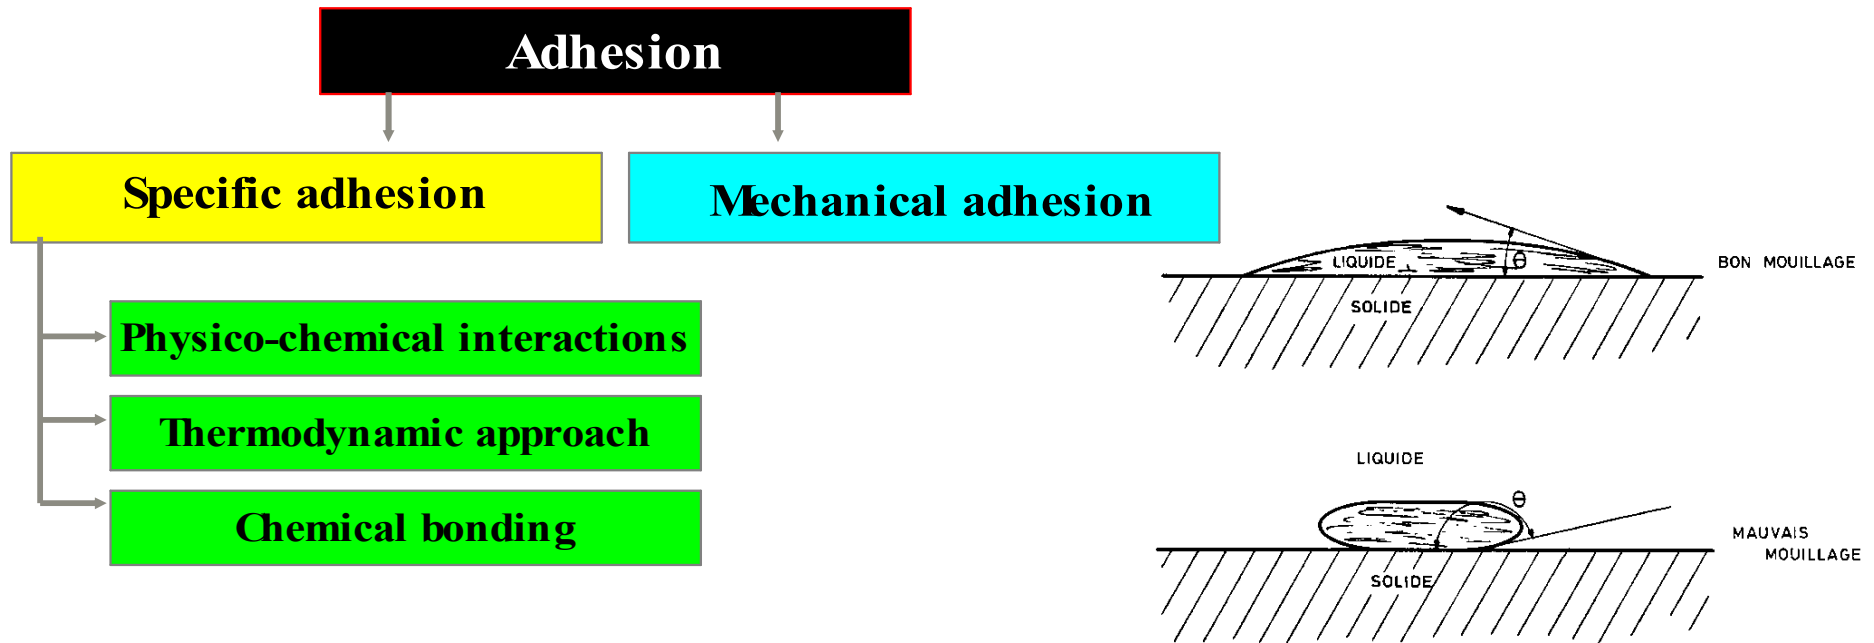 Adhesion
Specific adhesion
Mechanical adhesion
Physico-chemical interactions
Thermodynamic approach
Chemical bonding
LIQUIDE
θ
BON MOUILLAGE
SOLIDE
LIQUIDE
θ
MAUVAIS
MOUILLAGE
SOLIDE